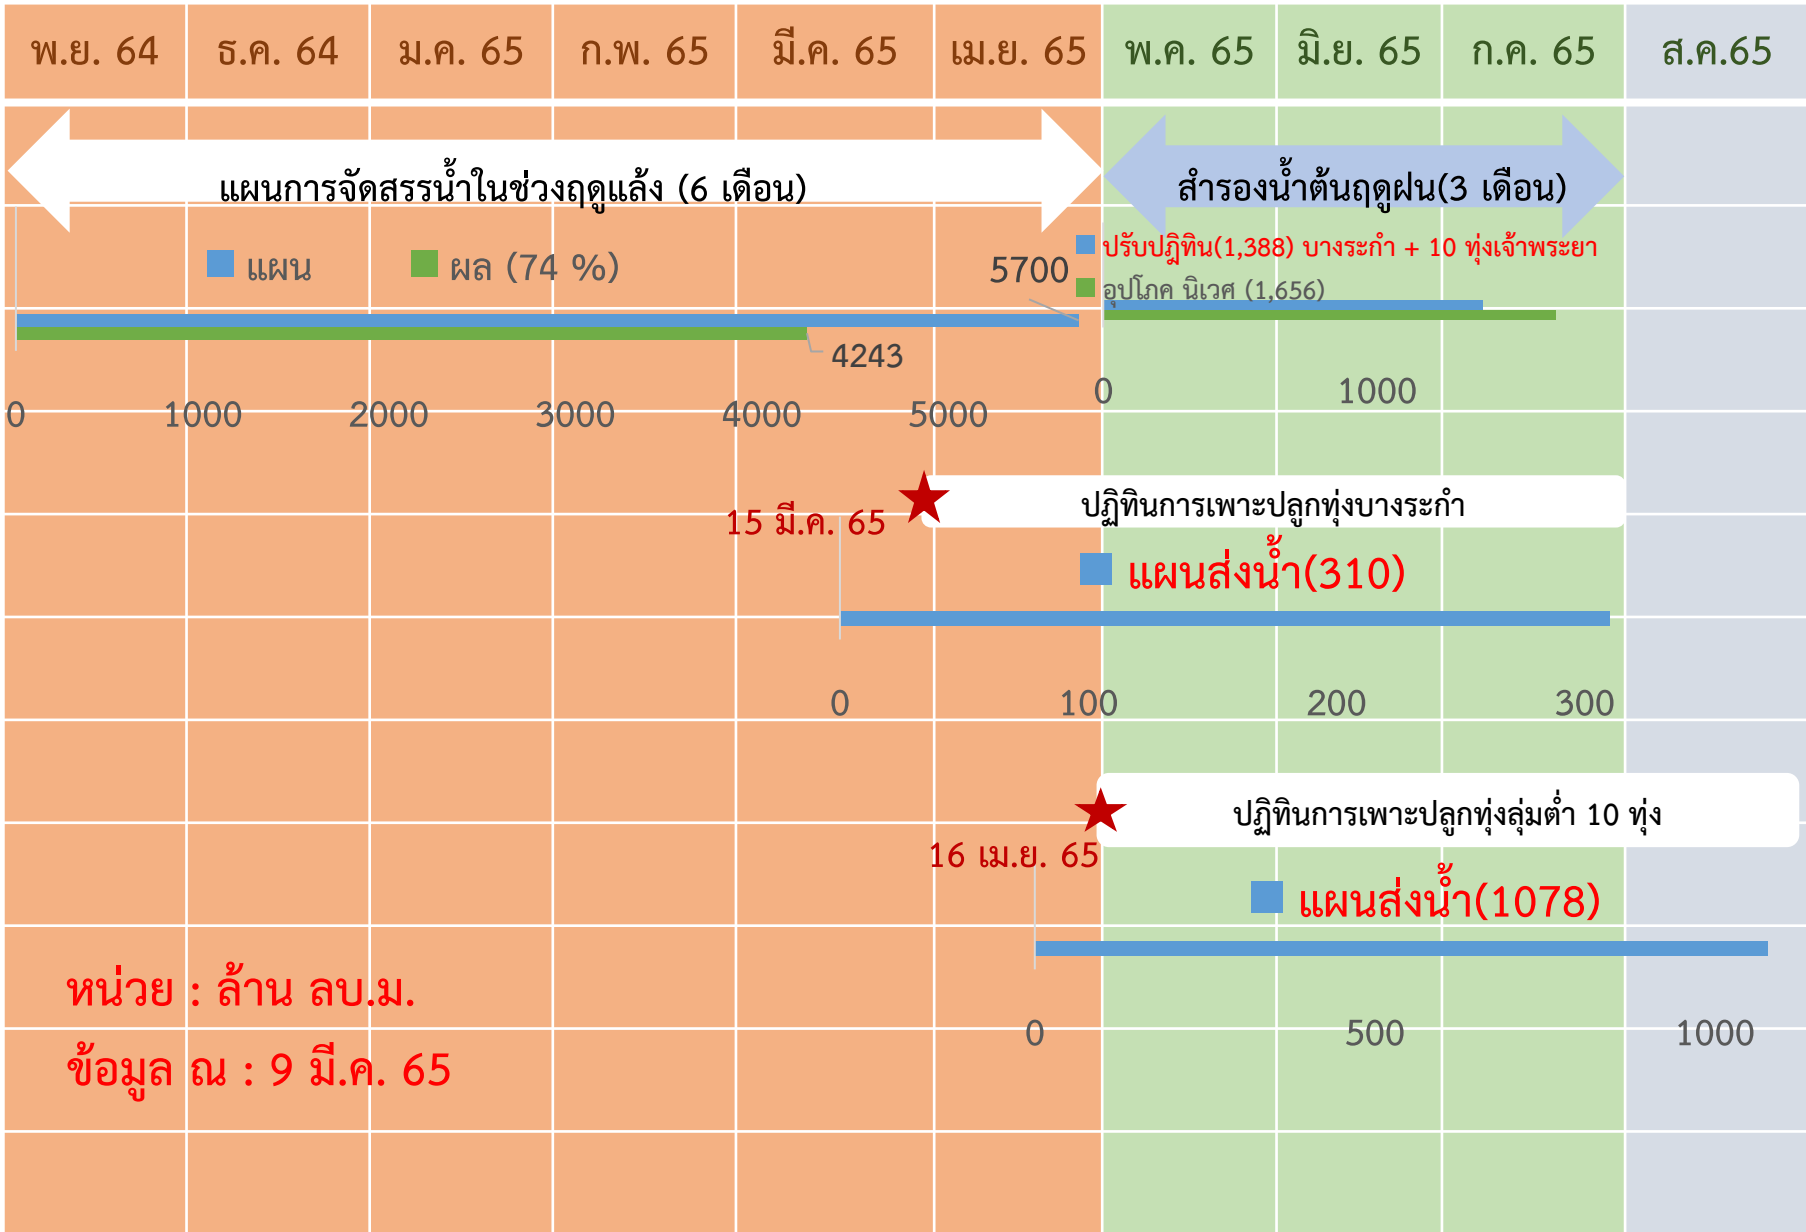 พ.ย. 64 ธ.ค. 64 ม.ค. 65 ก.พ. 65 มี.ค. 65 เม.ย. 65 พ.ค. 65 มิ.ย. 65 ก.ค. 65 ส.ค.65
แผนการจัดสรรน้ำในช่วงฤดูแล้ง (6 เดือน)
สำรองน้ำต้นฤดูฝน(3 เดือน)
แผน
ผล (74 %)
5700
4243
0 1000 2000 3000 4000 5000
ปรับปฎิทิน(1,388) บางระกำ + 10 ทุ่งเจ้าพระยา
อุปโภค นิเวศ (1,656)
0 1000
15 มี.ค. 65
ปฏิทินการเพาะปลูกทุ่งบางระกำ
แผนส่งน้ำ(310)
0 100 200 300
16 เม.ย. 65
ปฏิทินการเพาะปลูกทุ่งลุ่มต่ำ 10 ทุ่ง
แผนส่งน้ำ(1078)
0 500 1000
หน่วย : ล้าน ลบ.ม.
ข้อมูล ณ : 9 มี.ค. 65